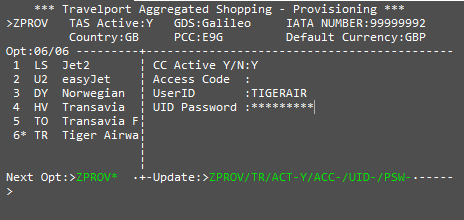 *** Travelport Aggregated Shopping - Provisioning ***
>ZPROV TAS Active:Y GDS:Galileo IATA NUMBER:99999992
Country:GB PCC:E9G Default Currency:GBP
Opt:06/06 ---------+----------------------------------------
1 LS Jet2 ¦ CC Active Y/N:Y
2 U2 easyJet ¦ Access Code :
3 DY Norwegian ¦ UserID :TIGERAIR
4 HV Transavia ¦ UID Password :*********
5 TO Transavia F¦
6* TR Tiger Airwa¦
Next Opt:>ZPROV* ·+-Update:>ZPROV/TR/ACT-Y/ACC-/UID-/PSW-·------
>